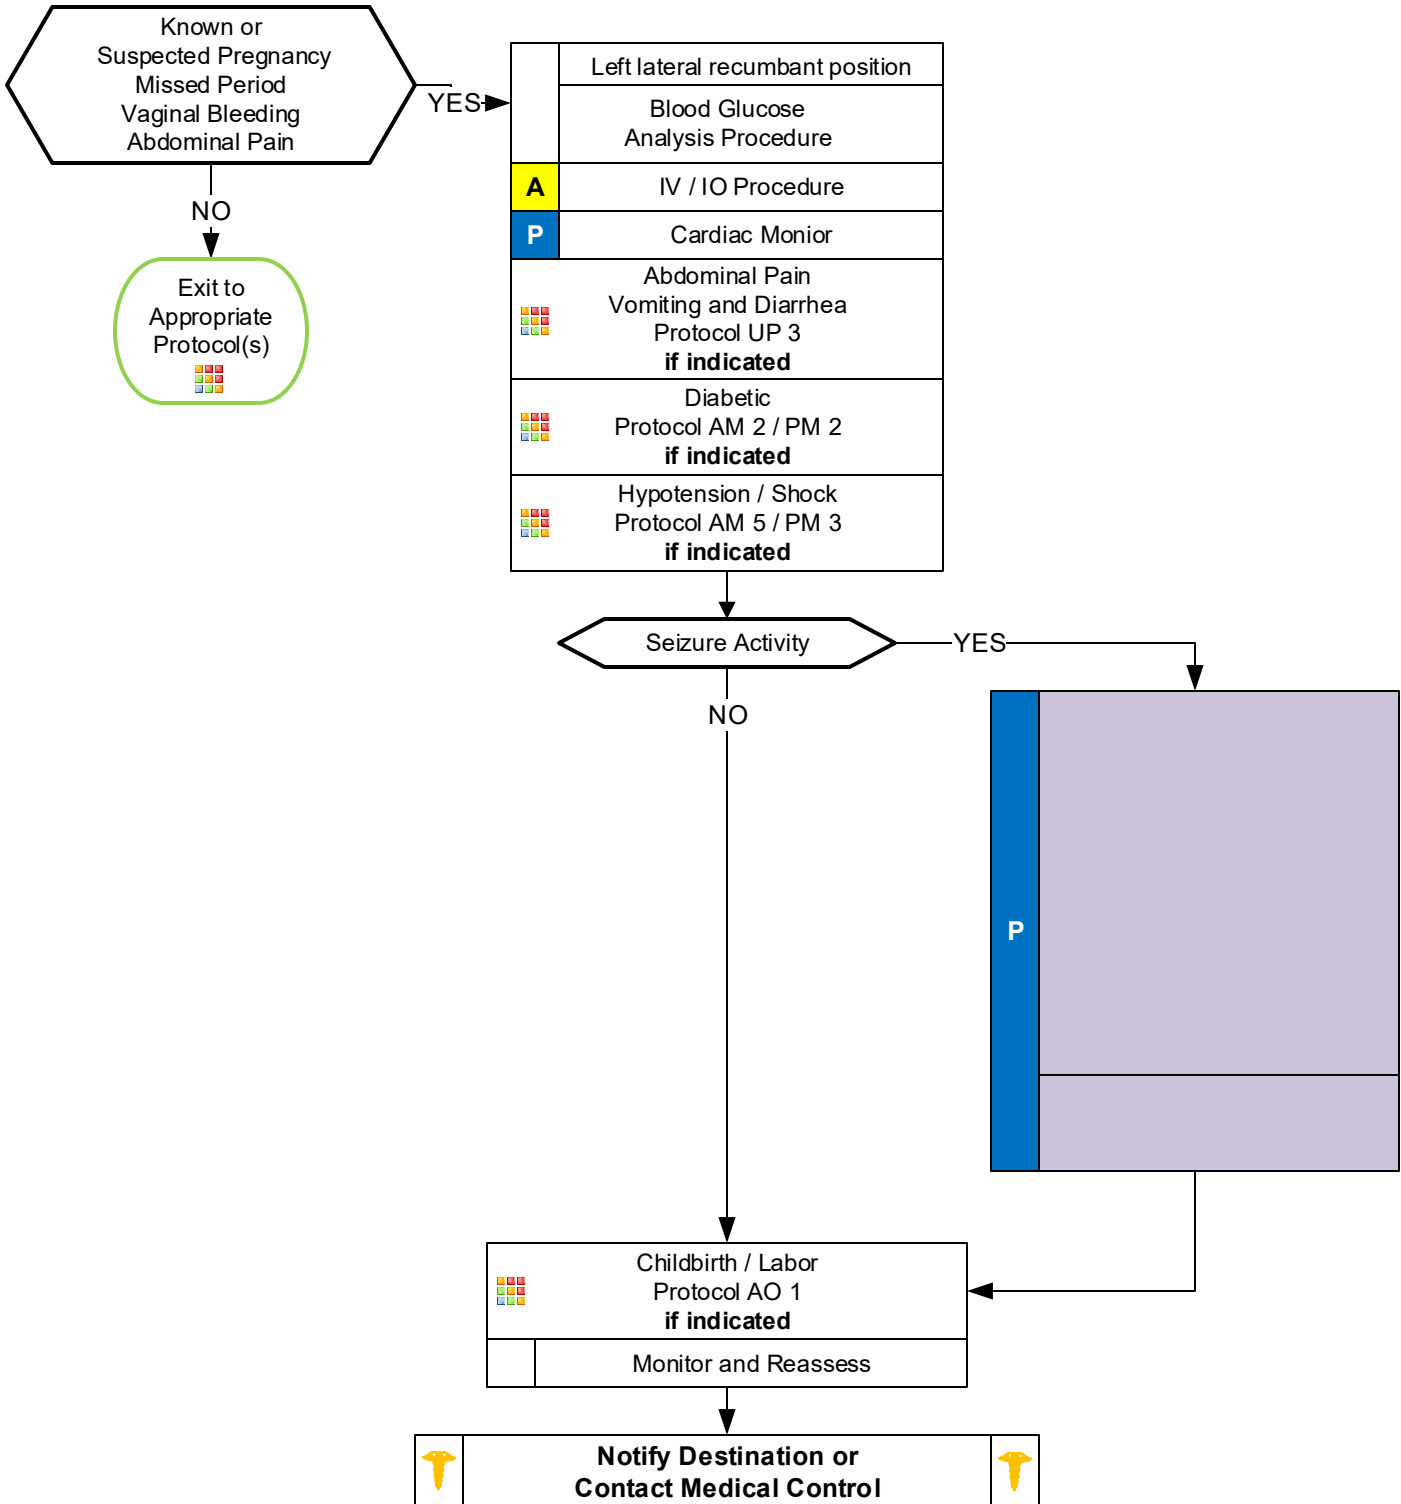 Known or
Suspected Pregnancy
Missed Period
Vaginal Bleeding
Abdominal Pain
YES
NO
Exit to
Appropriate
Protocol(s)
Left lateral recumbant position
Blood Glucose
Analysis Procedure
A
IV / IO Procedure
P
Cardiac Monior
Abdominal Pain
Vomiting and Diarrhea
Protocol UP 3
if indicated
Diabetic
Protocol AM 2 / PM 2
if indicated
Hypotension / Shock
Protocol AM 5 / PM 3
if indicated
Seizure Activity
YES
NO
P
Childbirth / Labor
Protocol AO 1
if indicated
Monitor and Reassess
Notify Destination or
Contact Medical Control